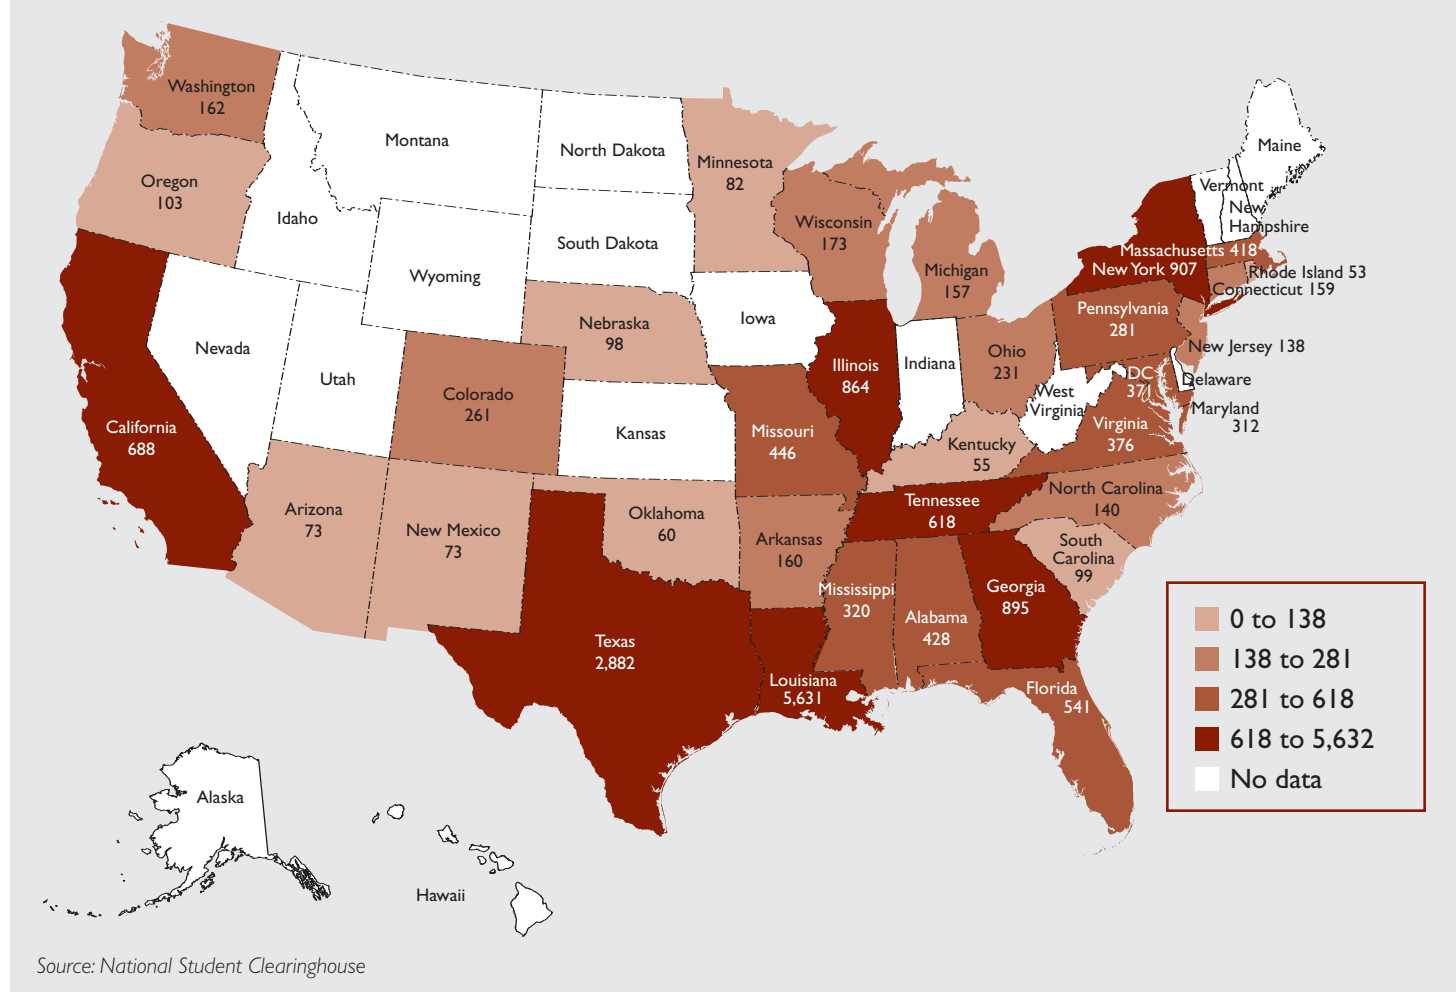 Washington
162
Oregon
103
California
688
Idaho
Nevada
Montana
Wyoming
Utah
Arizona
73
Colorado
261
New Mexico
73
North Dakota
South Dakota
Nebraska
98
Kansas
Oklahoma
60
Texas
2,882
Minnesota
82
Iowa
Missouri
446
Arkansas
160
Louisiana
5,631
Wisconsin
173
Illinois
864
Michigan
157
Indiana
Ohio
231
Kentucky
55
Tennessee
618
Mississippi
320
Alabama
428
Georgia
895
Florida
541
South
Carolina
99
North Carolina
140
Virginia
376
West
Virginia
DC
371
Maryland
312
Delaware
New Jersey 138
Pennsylvania
281
New York 907
Connecticut 159
Rhode Island 53
Massachusetts 418
Vermont
New
Hampshire
Maine
Alaska
Hawaii
0 to 138
138 to 281
281 to 618
618 to 5,632
No data
Source: National Student Clearinghouse